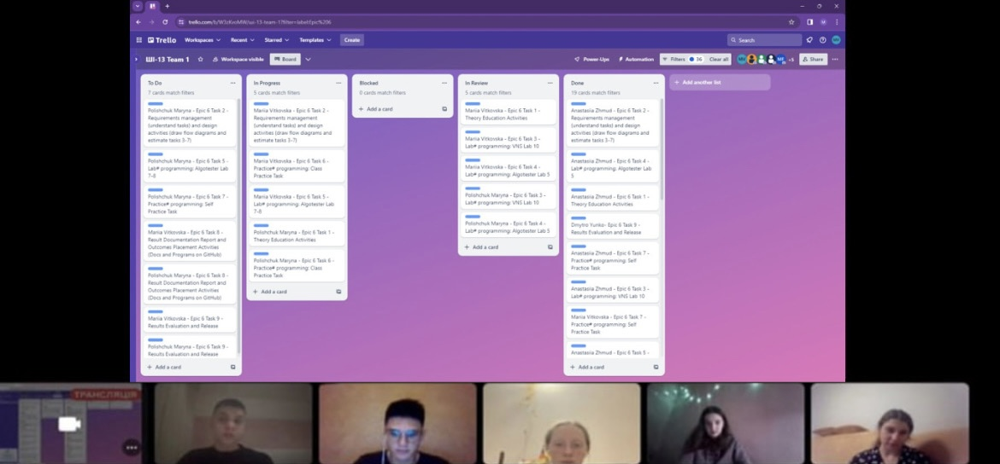 trello.com/b/W3zKvoMW/ші-13-team-1?filter=label:Epic%206
Trello
Workspaces
Recent
Starred
Templates
Create
Search
ШІ-13 Team 1
Workspace visible
Board
Power-Ups
Automation
Filters
36
Clear all
+5
Share
To Do
7 cards match filters
Polishchuk Maryna - Epic 6 Task 2 -
Requirements management
(understand tasks) and design
activities (draw flow diagrams and
estimate tasks 3-7)
Polishchuk Maryna - Epic 6 Task 5 -
Lab# programming: Algotester Lab
7-8
Polishchuk Maryna - Epic 6 Task 7 -
Practice# programming: Self
Practice Task
Mariia Vitkovska - Epic 6 Task 8 -
Result Documentation Report and
Outcomes Placement Activities
(Docs and Programs on GitHub)
Polishchuk Maryna - Epic 6 Task 8 -
Result Documentation Report and
Outcomes Placement Activities
(Docs and Programs on GitHub)
Mariia Vitkovska - Epic 6 Task 9 -
Results Evaluation and Release
Polishchuk Maryna - Epic 6 Task 9 -
Results Evaluation and Release
+ Add a card
In Progress
5 cards match filters
Mariia Vitkovska - Epic 6 Task 2 -
Requirements management
(understand tasks) and design
activities (draw flow diagrams and
estimate tasks 3-7)
Mariia Vitkovska - Epic 6 Task 6 -
Practice# programming: Class
Practice Task
Mariia Vitkovska - Epic 6 Task 5 -
Lab# programming: Algotester Lab
7-8
Polishchuk Maryna - Epic 6 Task 1 -
Theory Education Activities
Polishchuk Maryna - Epic 6 Task 6 -
Practice# programming: Class
Practice Task
+ Add a card
Blocked
0 cards match filters
+ Add a card
In Review
5 cards match filters
Mariia Vitkovska - Epic 6 Task 1 -
Theory Education Activities
Mariia Vitkovska - Epic 6 Task 3 -
Lab# programming: VNS Lab 10
Mariia Vitkovska - Epic 6 Task 4 -
Lab# programming: Algotester Lab 5
Polishchuk Maryna - Epic 6 Task 3 -
Lab# programming: VNS Lab 10
Polishchuk Maryna - Epic 6 Task 4 -
Lab# programming: Algotester Lab 5
+ Add a card
Done
19 cards match filters
Anastasiia Zhmud - Epic 6 Task 2 -
Requirements management
(understand tasks) and design
activities (draw flow diagrams and
estimate tasks 3-7)
Anastasiia Zhmud - Epic 6 Task 4 -
Lab# programming: Algotester Lab
5
Anastasiia Zhmud - Epic 6 Task 1 -
Theory Education Activities
Dmytro Yunko- Epic 6 Task 9 -
Results Evaluation and Release
Anastasiia Zhmud - Epic 6 Task 7 -
Practice# programming: Self
Practice Task
Anastasiia Zhmud - Epic 6 Task 3 -
Lab# programming: VNS Lab 10
Mariia Vitkovska - Epic 6 Task 7 -
Practice# programming: Self
Practice Task
Anastasiia Zhmud - Epic 6 Task 5 -
+ Add a card
+ Add another list
ТРАНСЛЯЦІЯ